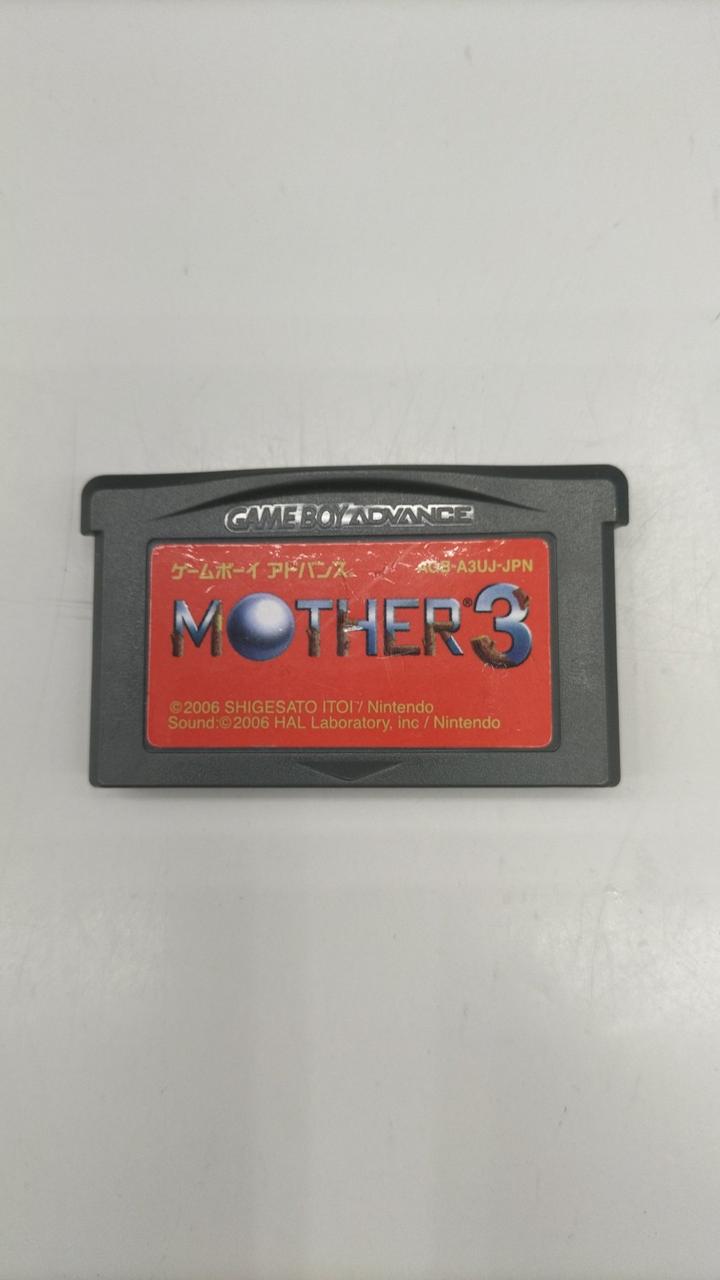 GAME BOY ADVANCE
ゲームボーイ アドバンス
AGB-A3UJ-JPN
MOTHER®3
©2006 SHIGESATO ITOI / Nintendo
Sound:©2006 HAL Laboratory, inc / Nintendo